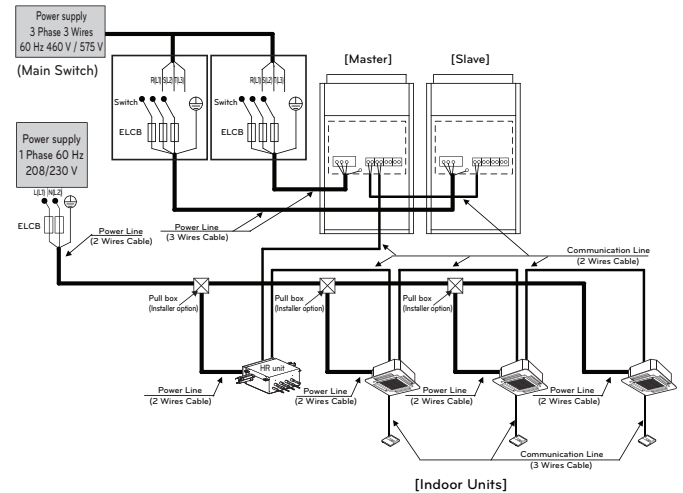 Power supply
3 Phase 3 Wires
60 Hz 460 V / 575 V
(Main Switch)
[Master]
[Slave]
R(L1) S(L2) T(L3)
R(L1) S(L2) T(L3)
Switch
Switch
ELCB
ELCB
Power supply
1 Phase 60 Hz
208/230 V
L(L1) N(L2)
ELCB
Power Line
(2 Wires Cable)
Power Line
(3 Wires Cable)
Communication Line
(2 Wires Cable)
Pull box
(Installer option)
Pull box
(Installer option)
Pull box
(Installer option)
HR unit
Power Line
(2 Wires Cable)
Power Line
(2 Wires Cable)
Power Line
(2 Wires Cable)
Power Line
(2 Wires Cable)
Communication Line
(3 Wires Cable)
[Indoor Units]